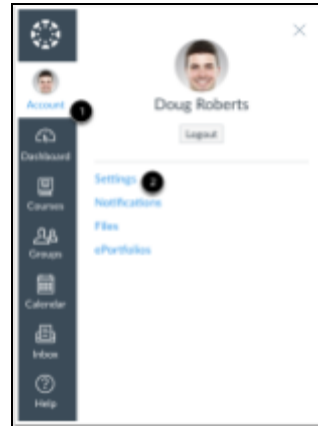 Account
1
Dashboard
Courses
Groups
Calendar
Inbox
Help
Doug Roberts
Logout
Settings
2
Notifications
Files
ePortfolios